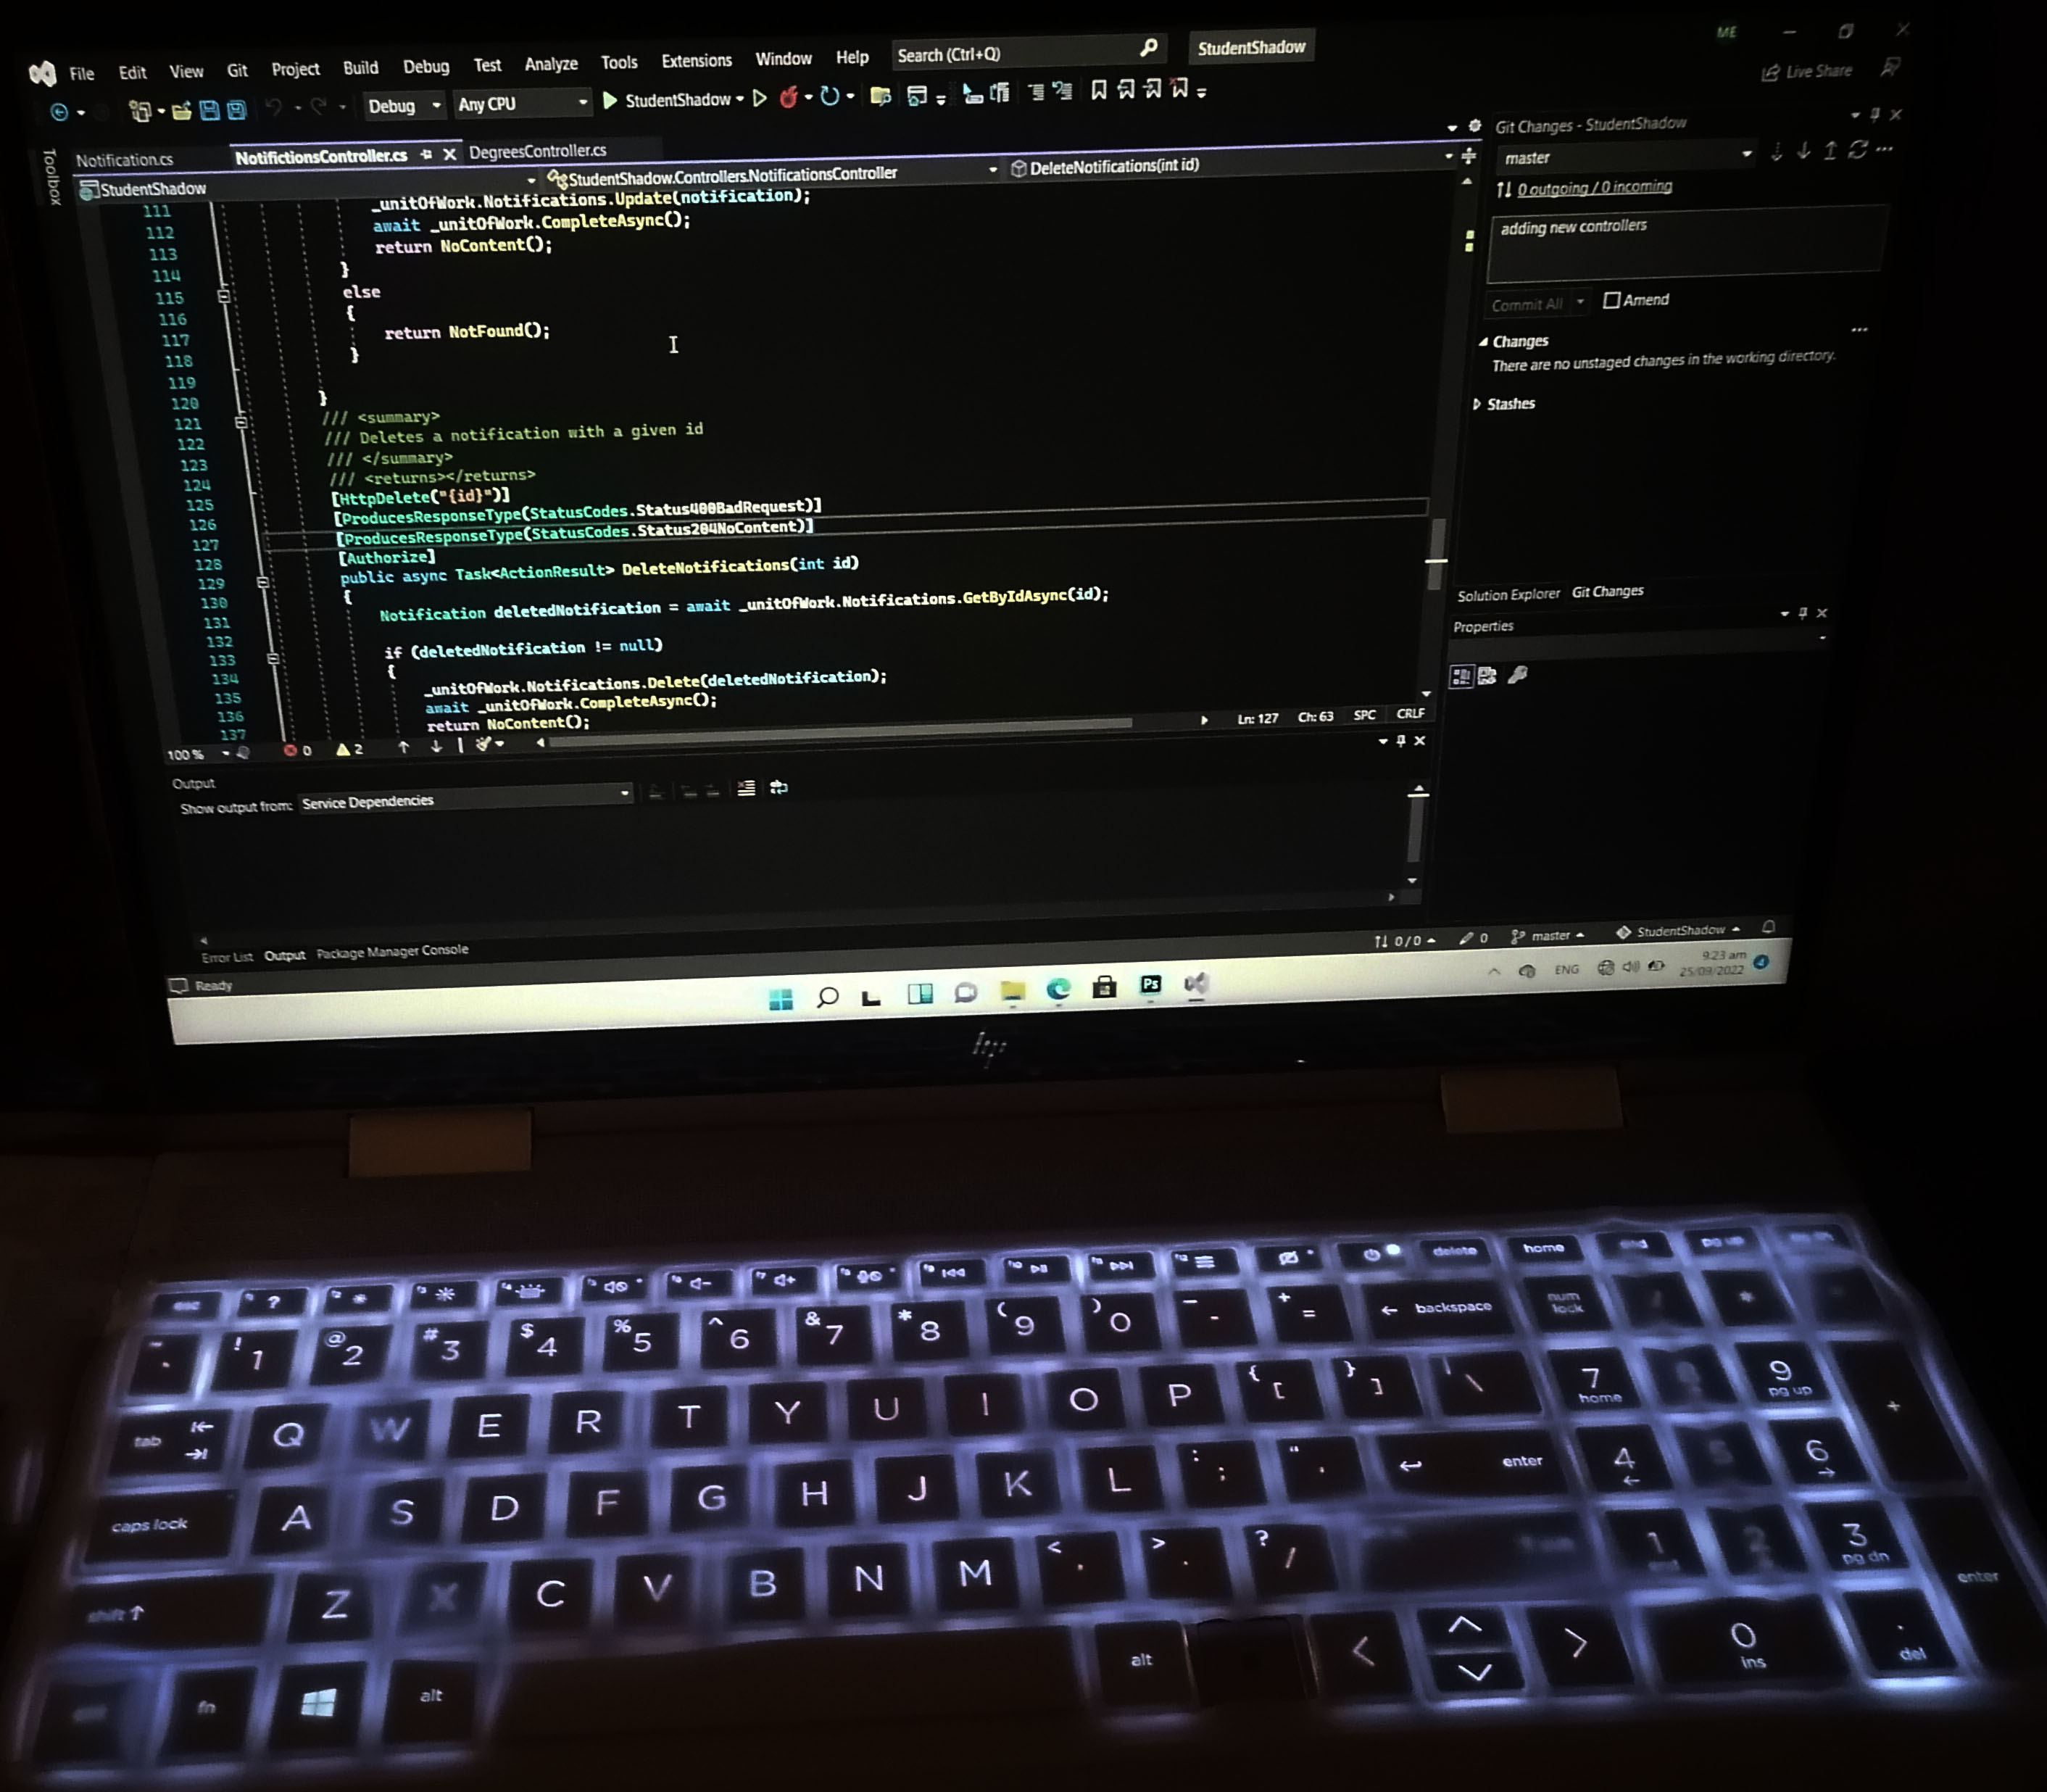 File Edit View Git Project Build Debug Test Analyze Tools Extensions Window Help Search (Ctrl+Q) StudentShadow ME
Live Share
Debug Any CPU StudentShadow
Toolbox
Notification.cs NotifictionsController.cs DegreesController.cs
StudentShadow StudentShadow.Controllers.NotificationsController DeleteNotifications(int id)
111 _unitOfWork.Notifications.Update(notification);
112 await _unitOfWork.CompleteAsync();
113 return NoContent();
114 }
115 else
116 {
117 return NotFound();
118 }
119
120 }
121 /// <summary>
122 /// Deletes a notification with a given id
123 /// </summary>
124 /// <returns></returns>
125 [HttpDelete("{id}")]
126 [ProducesResponseType(StatusCodes.Status400BadRequest)]
127 [ProducesResponseType(StatusCodes.Status204NoContent)]
128 [Authorize]
129 public async Task<ActionResult> DeleteNotifications(int id)
130 {
131 Notification deletedNotification = await _unitOfWork.Notifications.GetByIdAsync(id);
132
133 if (deletedNotification != null)
134 {
135 _unitOfWork.Notifications.Delete(deletedNotification);
136 await _unitOfWork.CompleteAsync();
137 return NoContent();
100 % 0 2 Ln: 127 Ch: 63 SPC CRLF
Output
Show output from: Service Dependencies
Error List Output Package Manager Console
Git Changes - StudentShadow
master
0 outgoing / 0 incoming
adding new controllers
Commit All Amend
Changes
There are no unstaged changes in the working directory.
Stashes
Solution Explorer Git Changes
Properties
0/0 0 master StudentShadow
Ready
Ps ENG 9:23 am
25/09/2022 4
hp
esc ? delete home end pg up
! 1 @ 2 # 3 $ 4 % 5 ^ 6 & 7 * 8 ( 9 ) 0 - + = backspace num lock / *
tab Q W E R T Y U I O P { [ } ] \ 7 home 9 pg up +
caps lock A S D F G H J K L : ; enter 4 5 6
shift Z X C V B N M < , > . ? / 1 2 3 pg dn enter
fn alt alt 0 ins . del